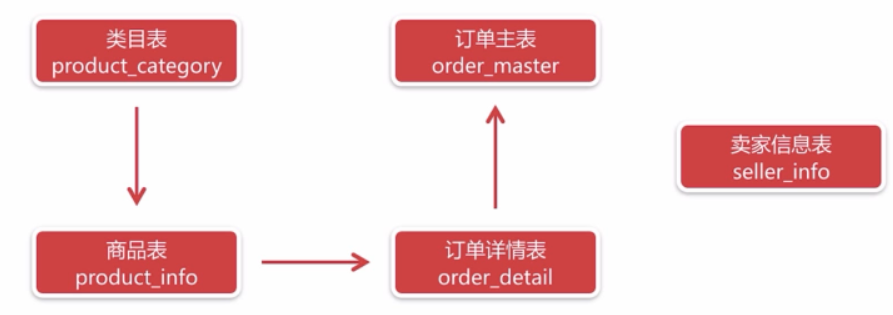 类目表
product_category
订单主表
order_master
卖家信息表
seller_info
商品表
product_info
订单详情表
order_detail